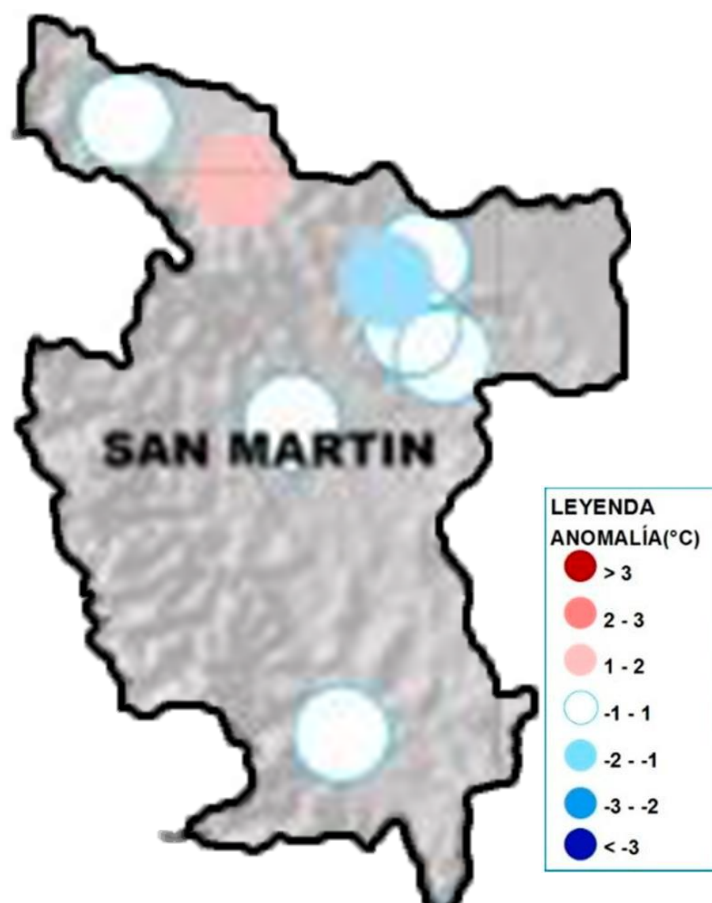 SAN MARTIN
LEYENDA
ANOMALÍA(°C)
> 3
2 - 3
1 - 2
-1 - 1
-2 - -1
-3 - -2
< -3